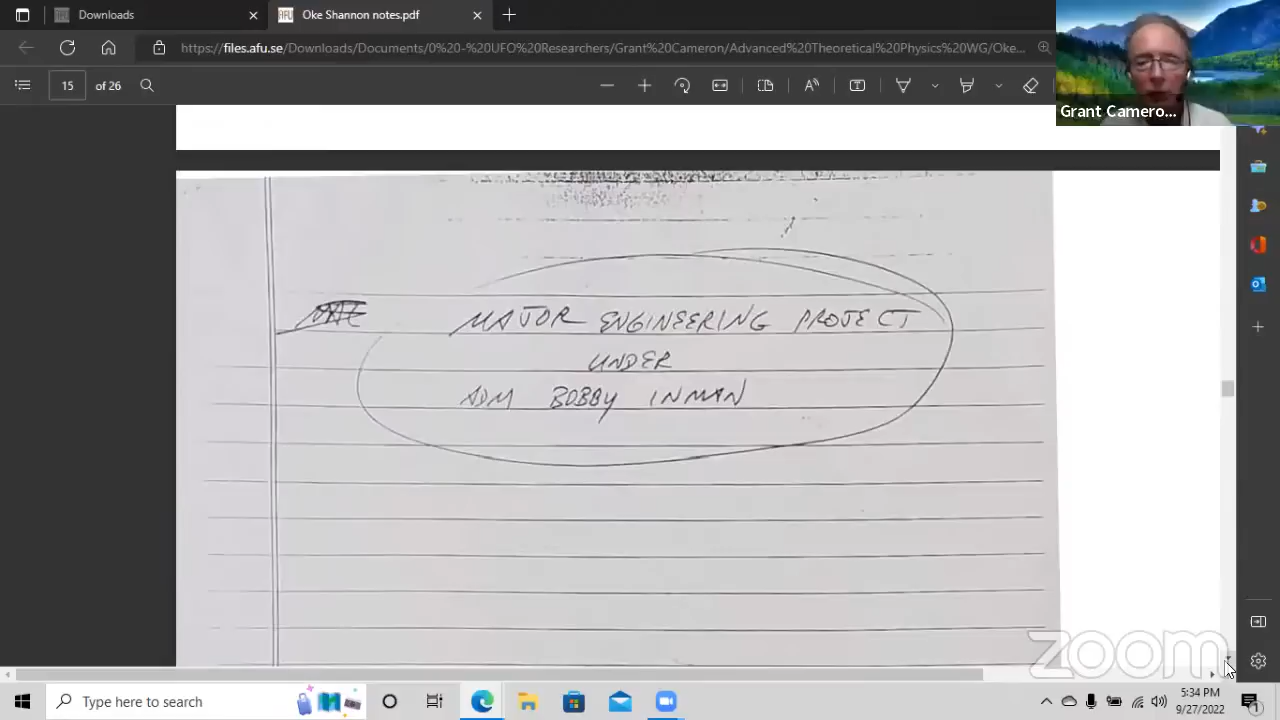 Downloads
Oke Shannon notes.pdf
https://files.afu.se/Downloads/Documents/0%20-%20UFO%20Researchers/Grant%20Cameron/Advanced%20Theoretical%20Physics%20WG/Oke...
15 of 26
Grant Camero...
MAJOR ENGINEERING PROJECT
UNDER
ADM BOBBY INMAN
zoom
Type here to search
5:34 PM
9/27/2022